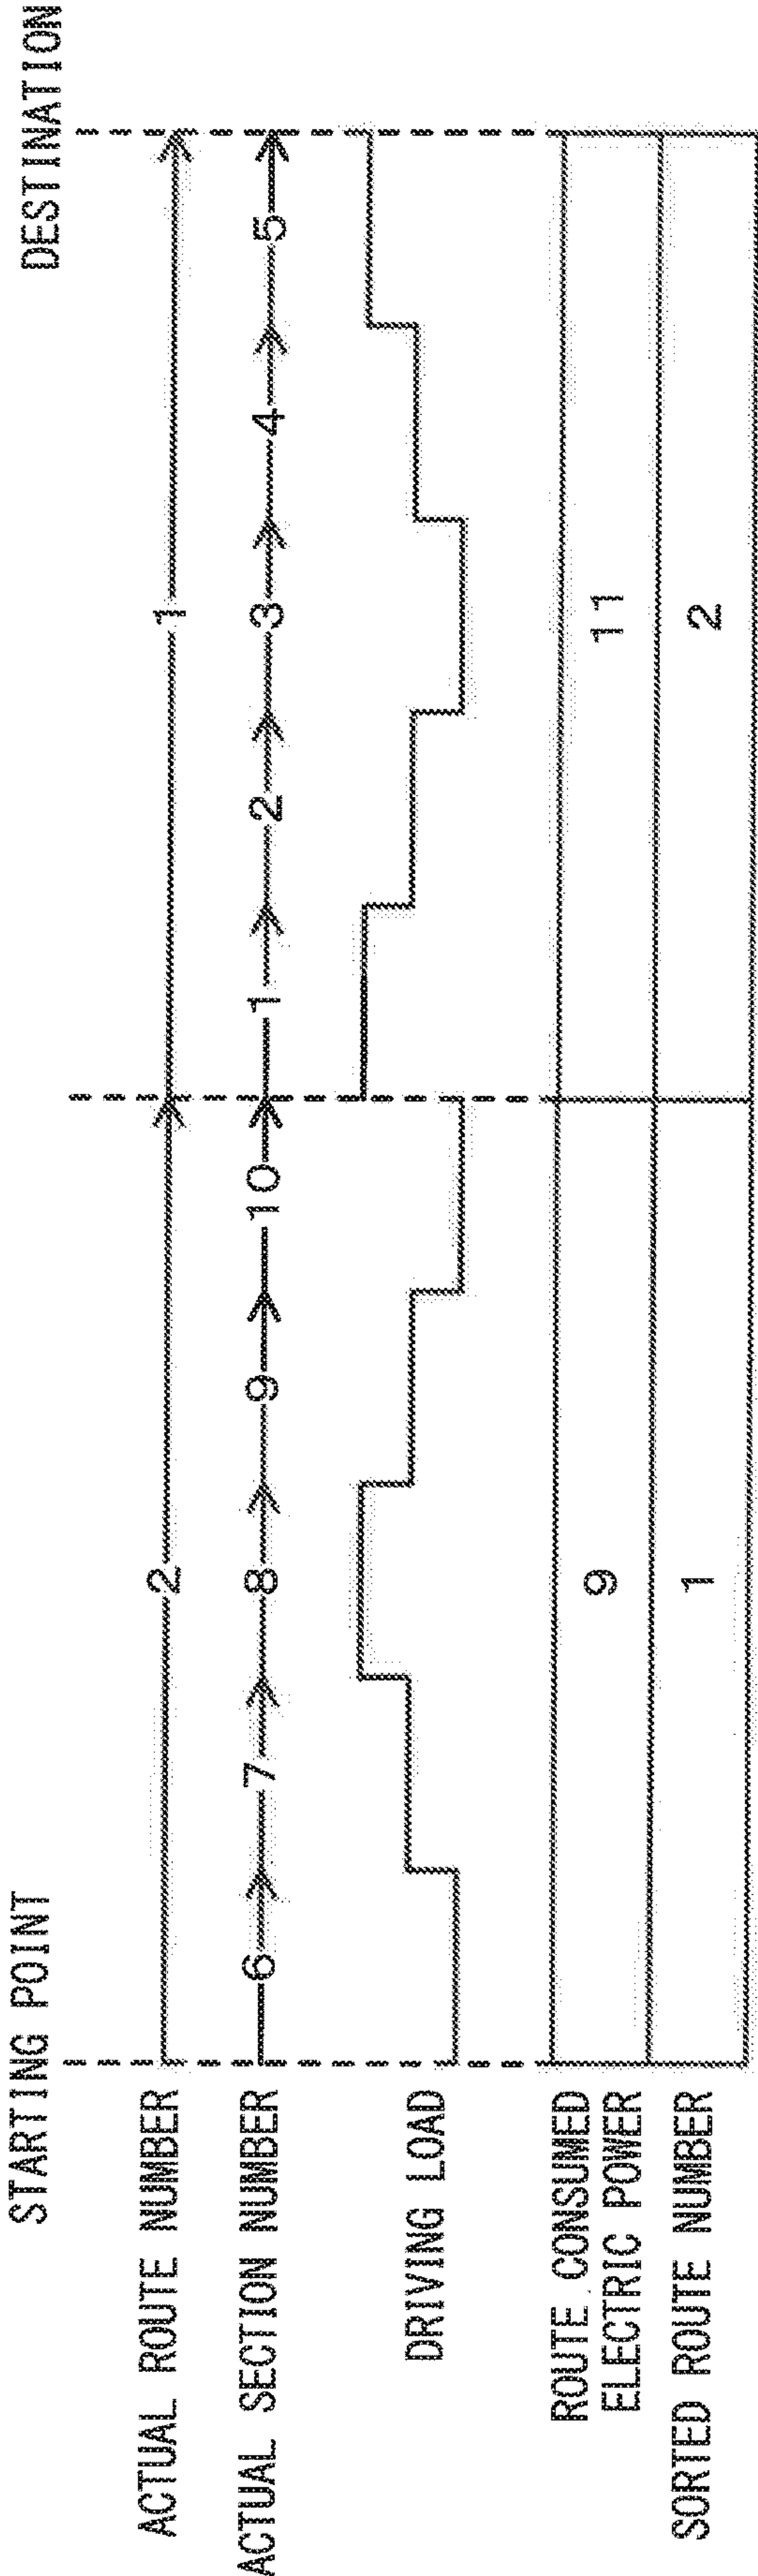 STARTING POINT
DESTINATION
ACTUAL ROUTE NUMBER
2
1
ACTUAL SECTION NUMBER
6
7
8
9
10
1
2
3
4
5
DRIVING LOAD
ROUTE CONSUMED
ELECTRIC POWER
9
11
SORTED ROUTE NUMBER
1
2